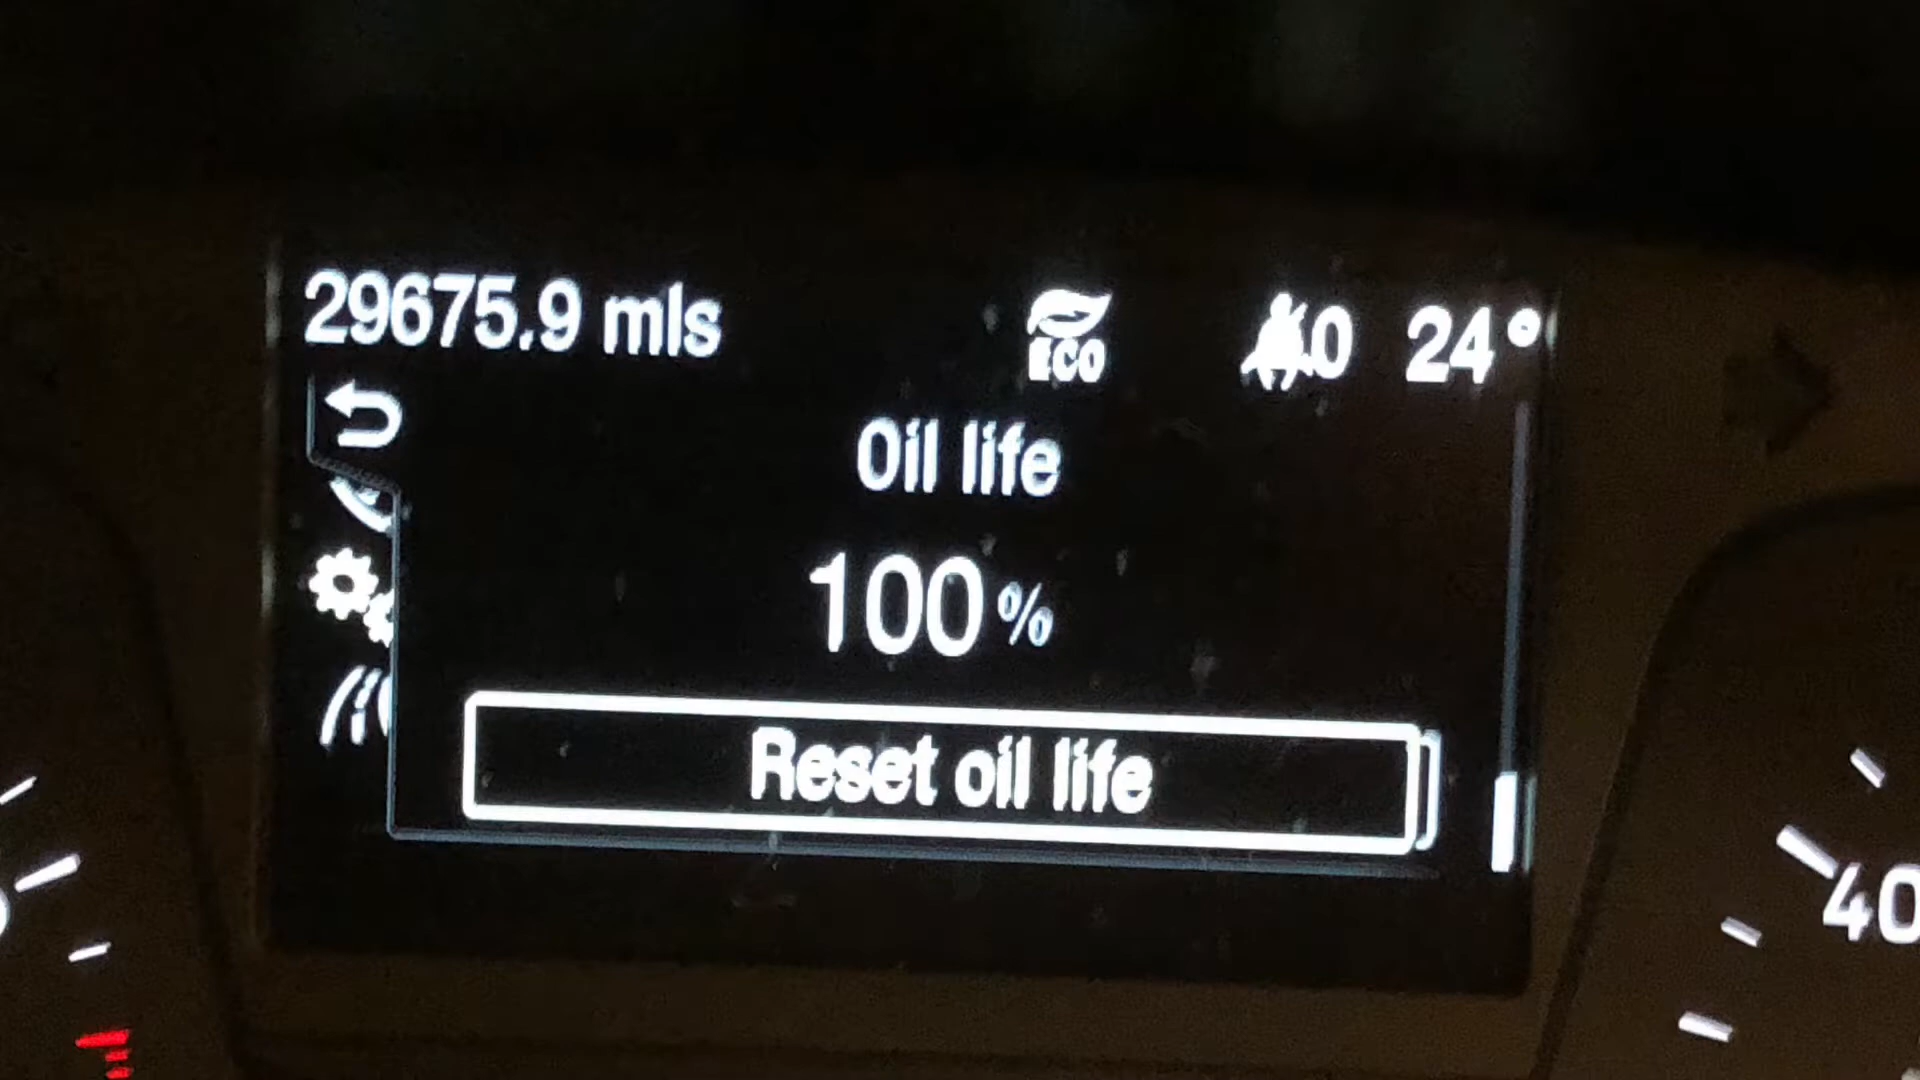 29675.9 mls ECO 0 24°
Oil life
100 %
Reset oil life
40